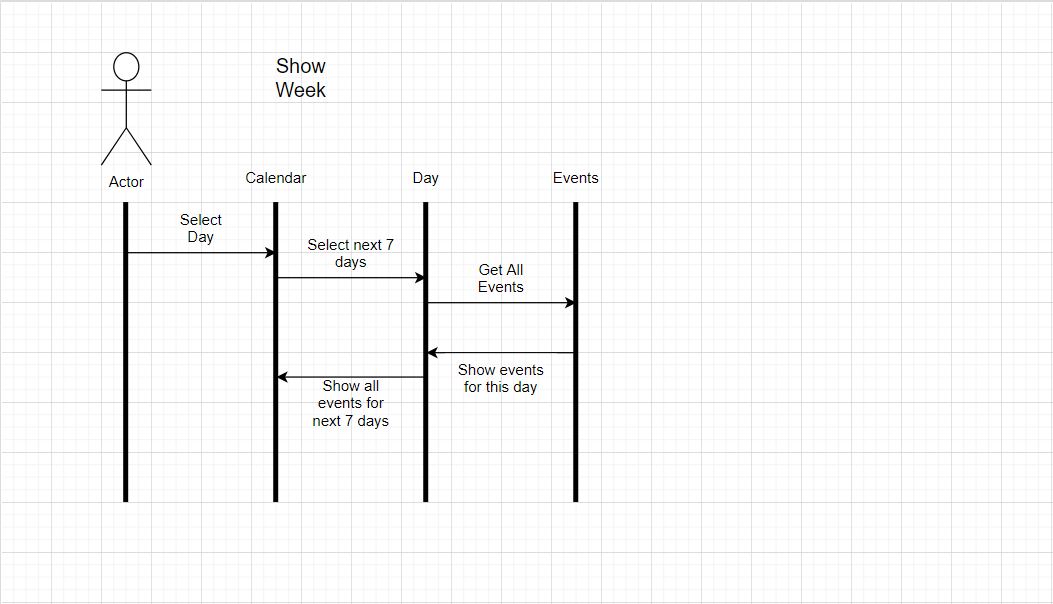 Show
Week
Actor
Calendar
Day
Events
Select
Day
Select next 7
days
Get All
Events
Show events
for this day
Show all
events for
next 7 days